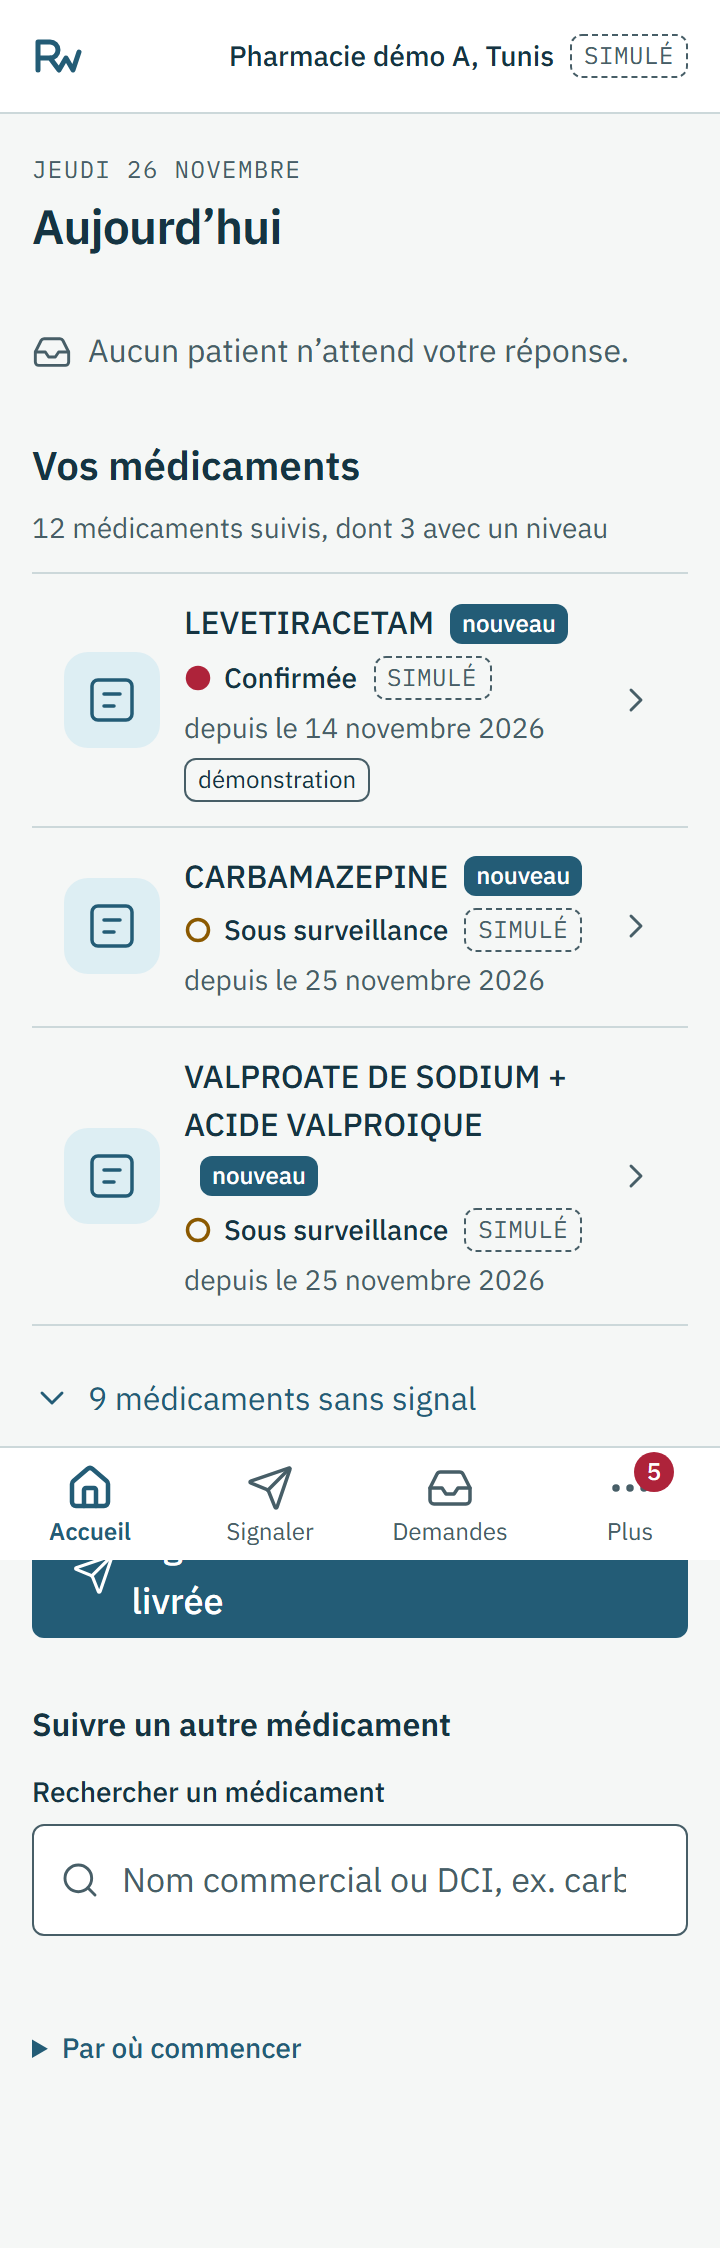 RW
Pharmacie démo A, Tunis SIMULÉ
JEUDI 26 NOVEMBRE
Aujourd’hui
Aucun patient n’attend votre réponse.
Vos médicaments
12 médicaments suivis, dont 3 avec un niveau
LEVETIRACETAM nouveau
Confirmée SIMULÉ
depuis le 14 novembre 2026
démonstration
CARBAMAZEPINE nouveau
Sous surveillance SIMULÉ
depuis le 25 novembre 2026
VALPROATE DE SODIUM +
ACIDE VALPROIQUE
nouveau
Sous surveillance SIMULÉ
depuis le 25 novembre 2026
9 médicaments sans signal
5
Accueil Signaler Demandes Plus
livrée
Suivre un autre médicament
Rechercher un médicament
Nom commercial ou DCI, ex. carb
Par où commencer